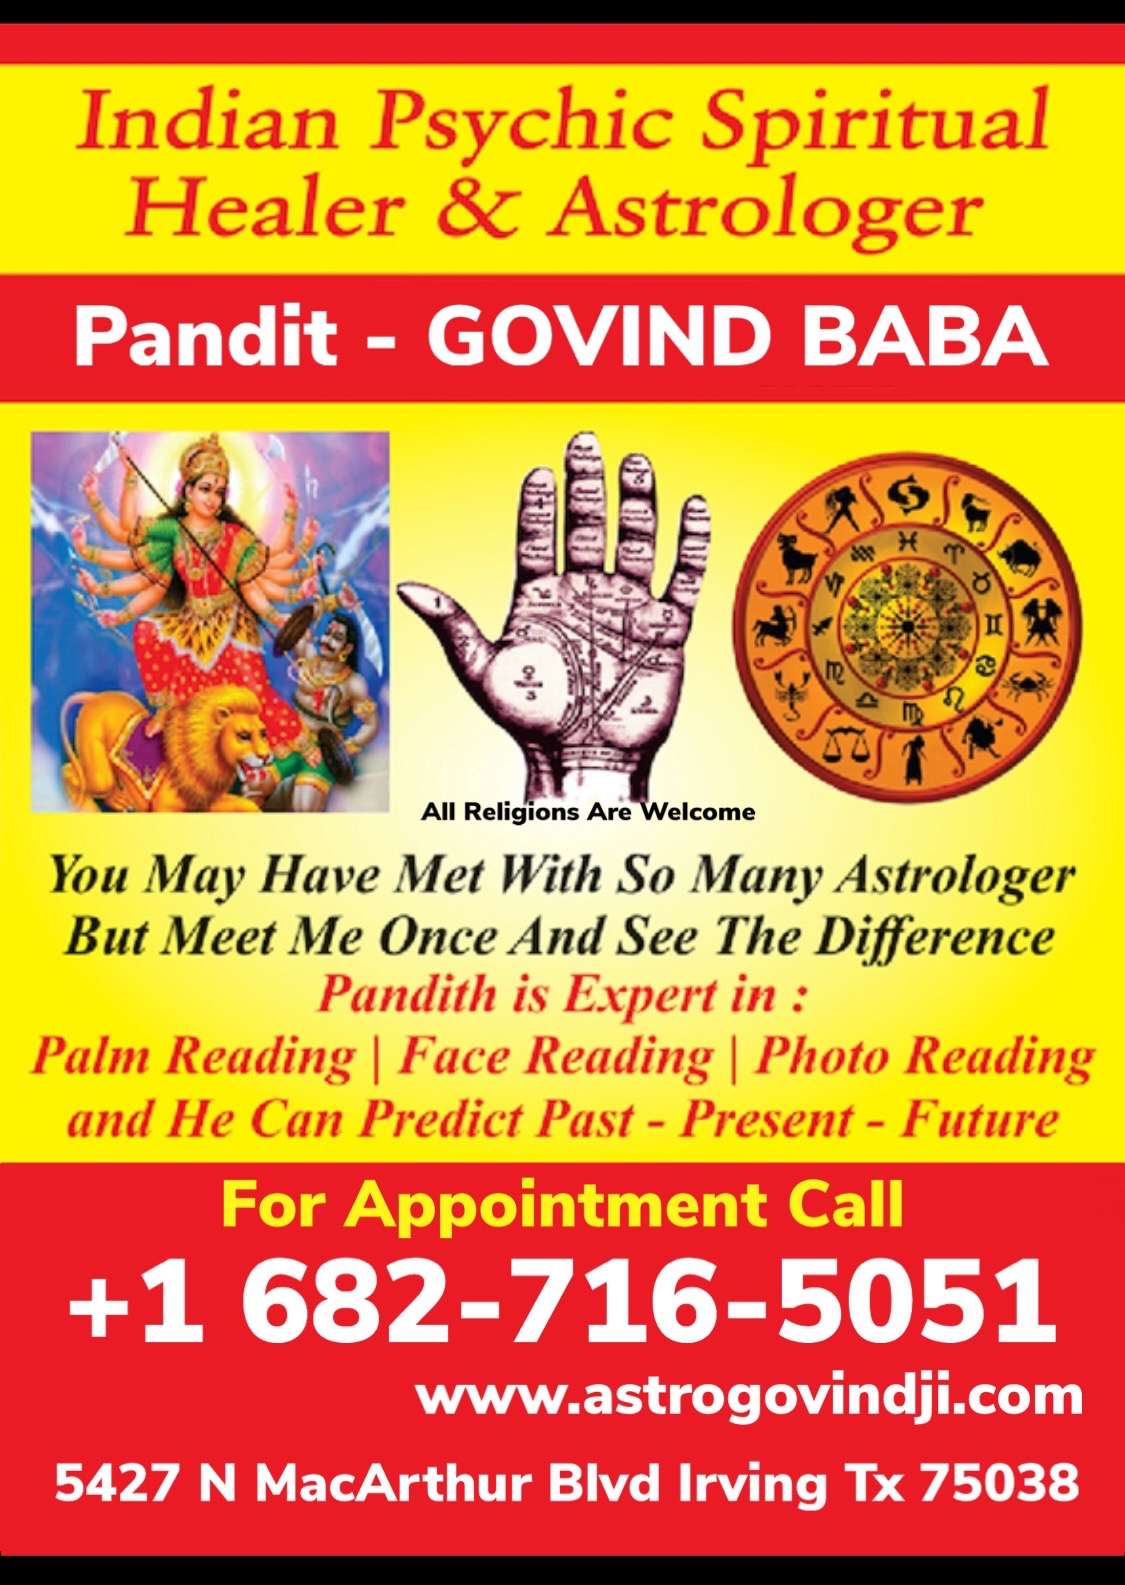 Indian Psychic Spiritual
Healer & Astrologer
Pandit - GOVIND BABA
1
3
All Religions Are Welcome
You May Have Met With So Many Astrologer
But Meet Me Once And See The Difference
Pandith is Expert in :
Palm Reading | Face Reading | Photo Reading
and He Can Predict Past - Present - Future
For Appointment Call
+1 682-716-5051
www.astrogovindji.com
5427 N MacArthur Blvd Irving Tx 75038